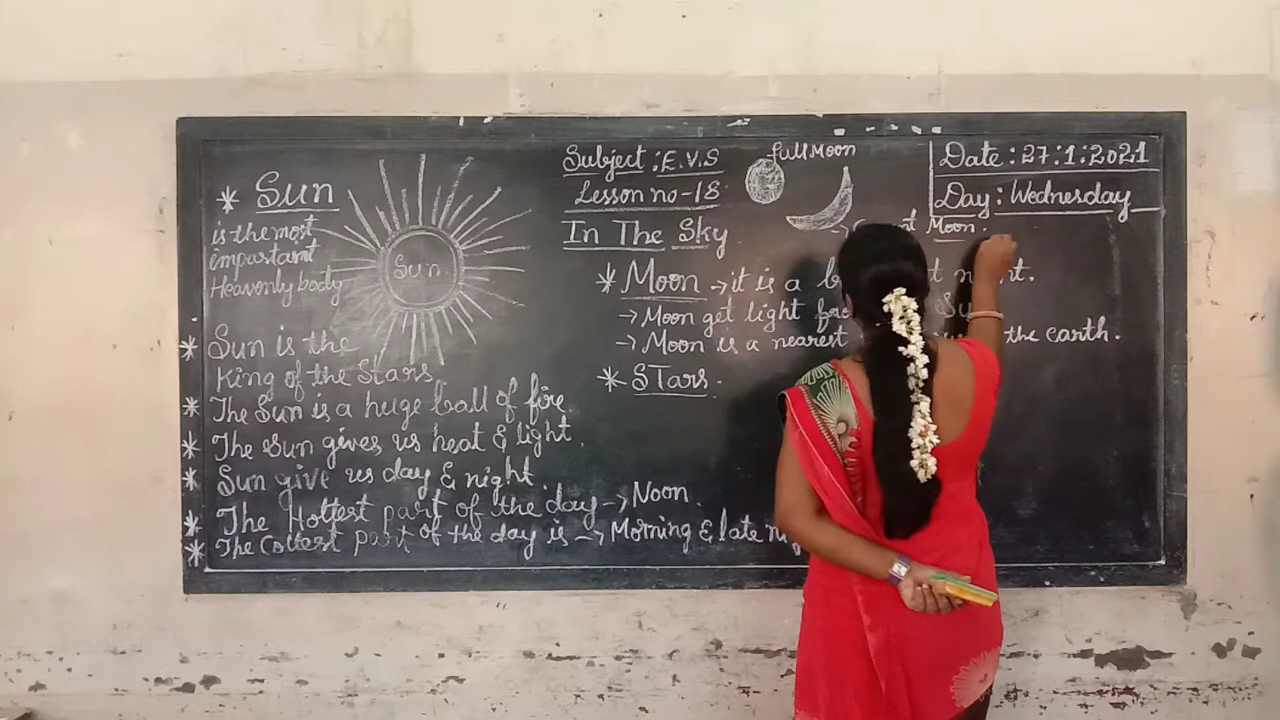 Subject : E.V.S
Lesson no-18
In The Sky
Date : 27:1:2021
Day : Wednesday
full Moon
Moon.
* Sun
is the most
important
Heavenly body
Sun
* Sun is the
King of the Stars
* The Sun is a huge ball of fire.
* The Sun gives us heat & light.
* Sun give us day & night.
* The Hottest part of the day -> Noon.
* The Cottest part of the day is -> Morning & late
* Moon -> it is a
-> Moon get light
-> Moon is a nearest the earth.
* STars.